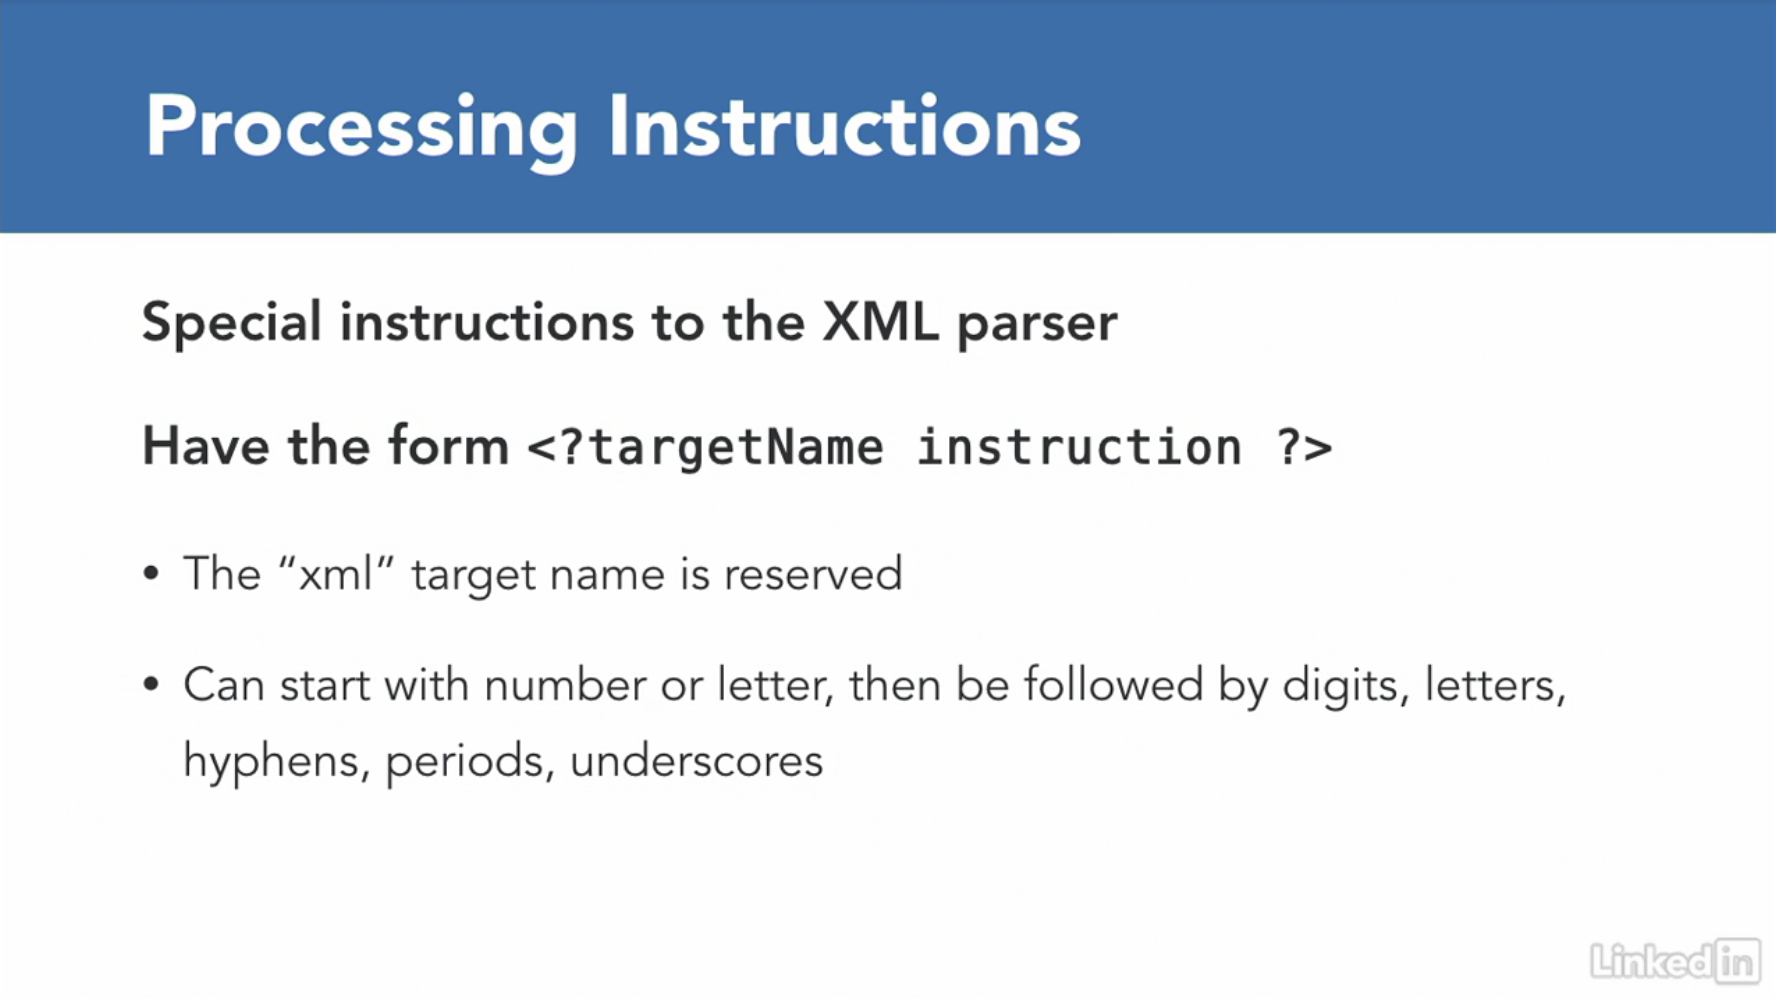 Processing Instructions
Special instructions to the XML parser
Have the form <?targetName instruction ?>
• The “xml” target name is reserved
• Can start with number or letter, then be followed by digits, letters,
hyphens, periods, underscores
LinkedIn